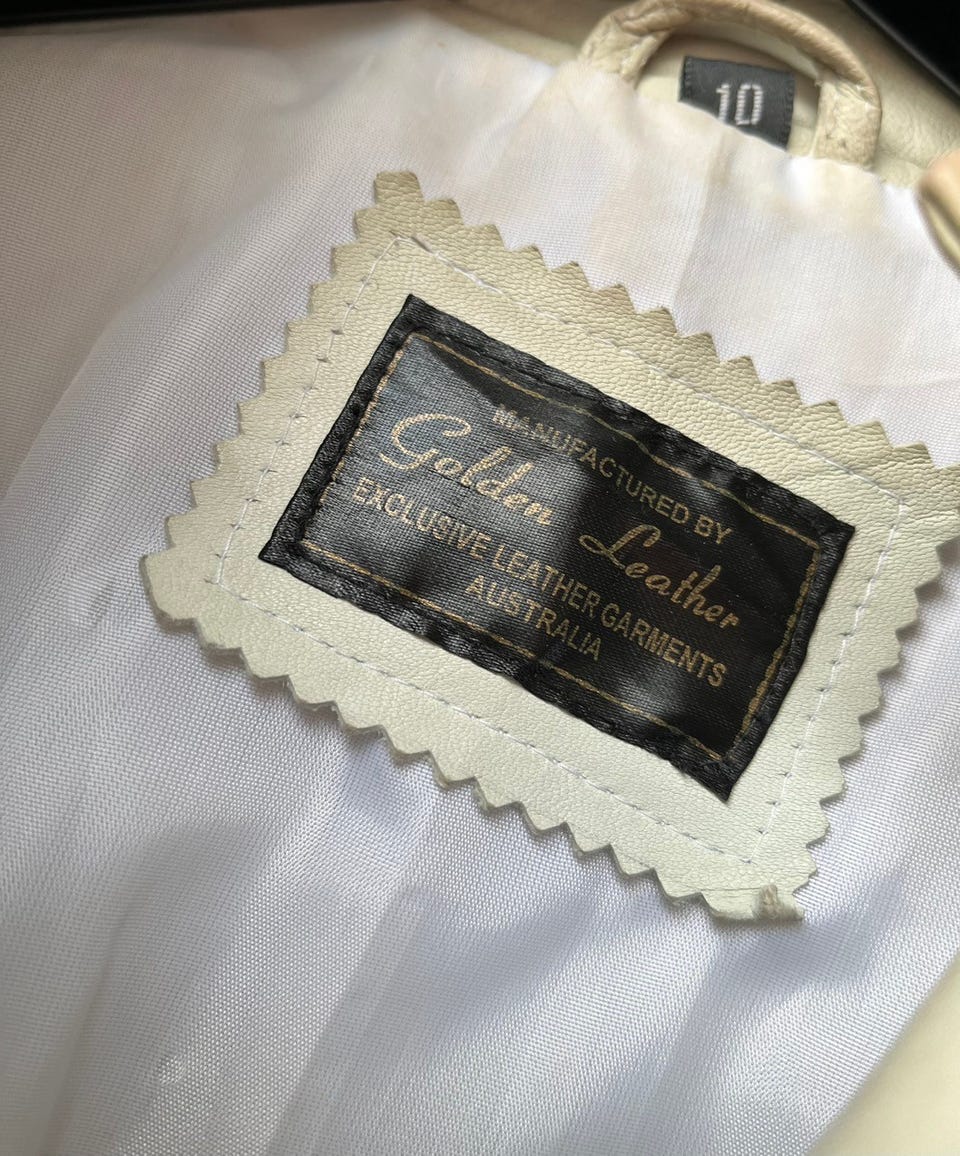 10
MANUFACTURED BY
Golden Leather
EXCLUSIVE LEATHER GARMENTS
AUSTRALIA